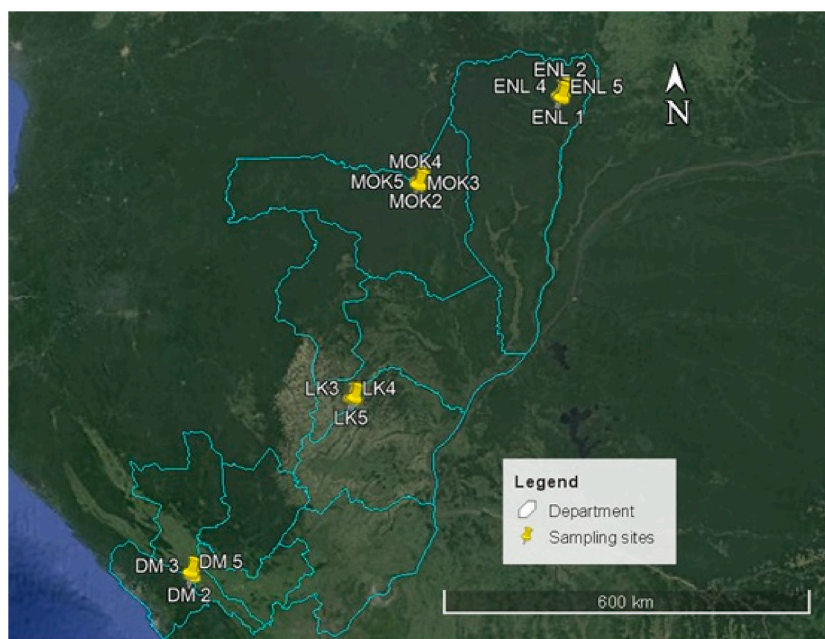 ENL 2
ENL 4 ENL 5
ENL 1
N
MOK4
MOK5 MOK3
MOK2
LK3 LK4
LK5
Legend
Department
Sampling sites
DM 3 DM 5
DM 2
600 km